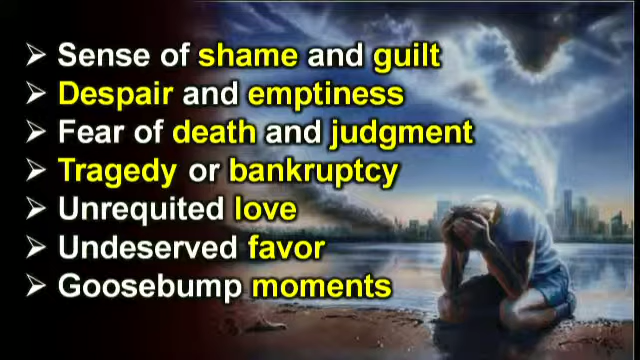 ➢ Sense of shame and guilt
➢ Despair and emptiness
➢ Fear of death and judgment
➢ Tragedy or bankruptcy
➢ Unrequited love
➢ Undeserved favor
➢ Goosebump moments